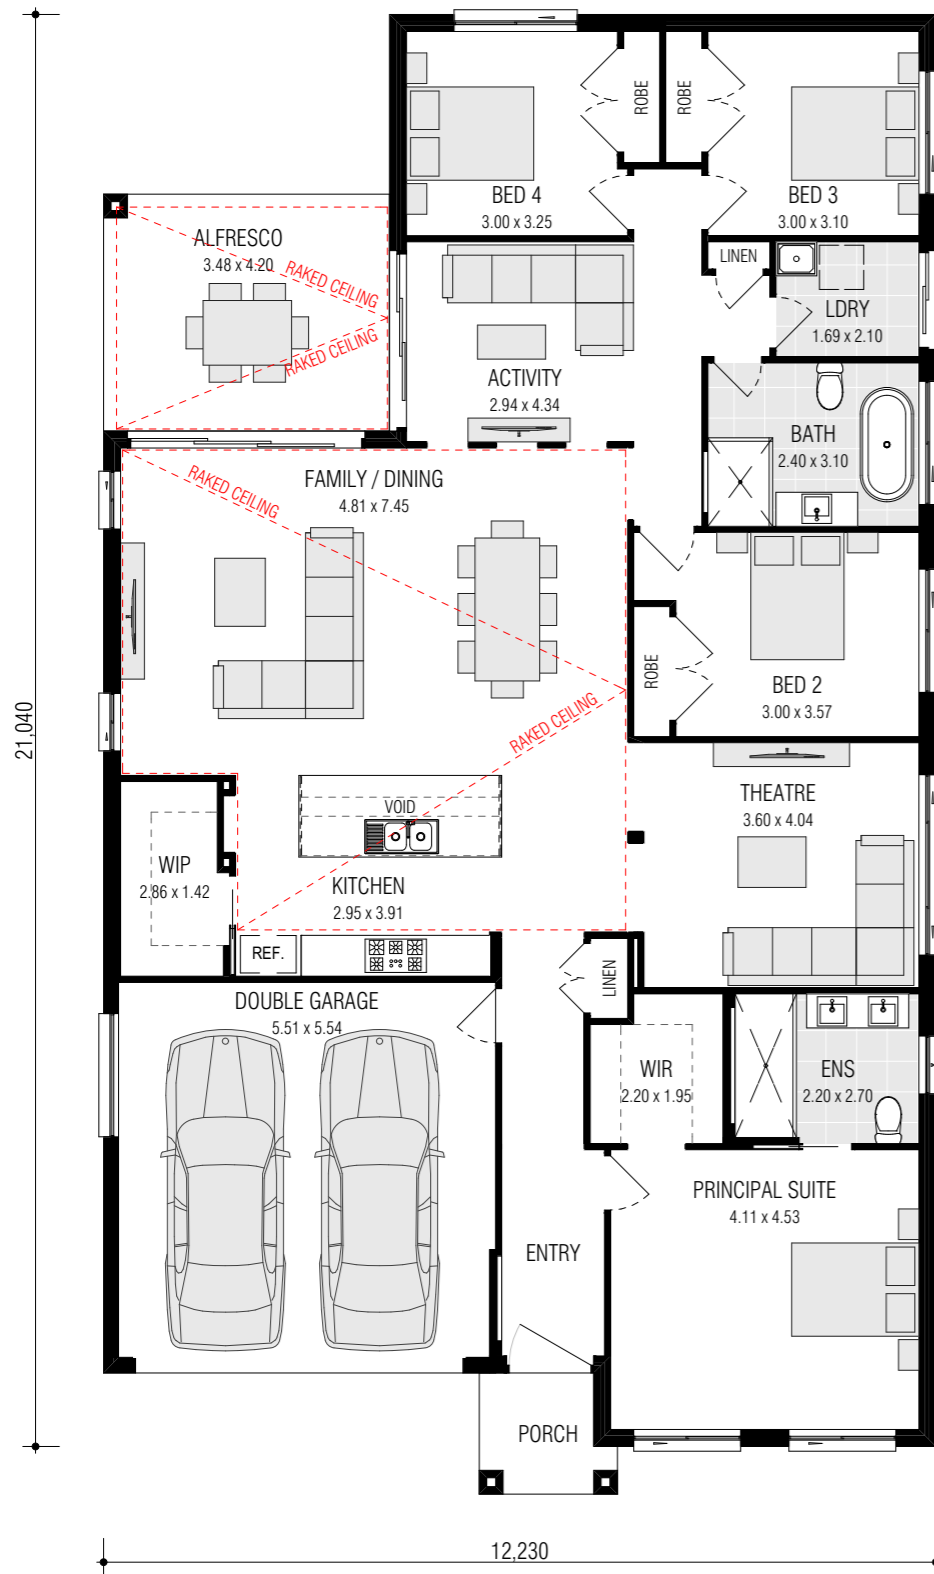 ROBE
ROBE
BED 4
3.00 x 3.25
BED 3
3.00 x 3.10
ALFRESCO
3.48 x 4.20
RAKED CEILING
RAKED CEILING
LINEN
LDRY
1.69 x 2.10
ACTIVITY
2.94 x 4.34
BATH
2.40 x 3.10
FAMILY / DINING
4.81 x 7.45
RAKED CEILING
ROBE
BED 2
3.00 x 3.57
RAKED CEILING
21,040
THEATRE
3.60 x 4.04
VOID
WIP
2.86 x 1.42
KITCHEN
2.95 x 3.91
REF.
LINEN
DOUBLE GARAGE
5.51 x 5.54
WIR
2.20 x 1.95
ENS
2.20 x 2.70
PRINCIPAL SUITE
4.11 x 4.53
ENTRY
PORCH
12,230